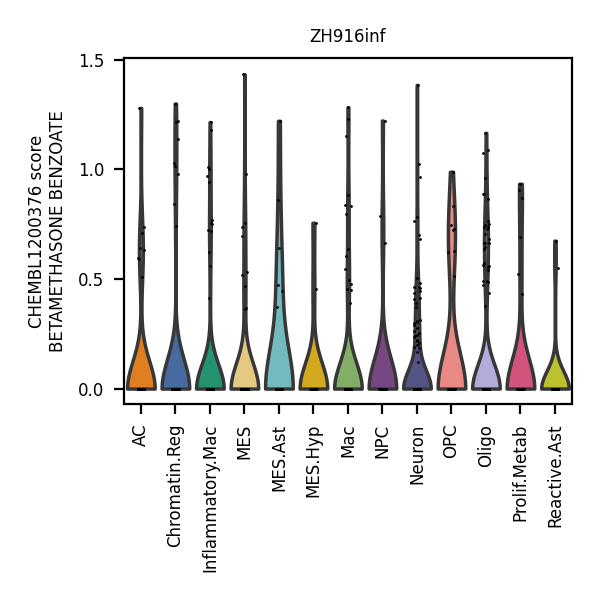 ZH916inf
CHEMBL1200376 score
BETAMETHASONE BENZOATE
1.5
1.0
0.5
0.0
AC
Chromatin.Reg
Inflammatory.Mac
MES
MES.Ast
MES.Hyp
Mac
NPC
Neuron
OPC
Oligo
Prolif.Metab
Reactive.Ast